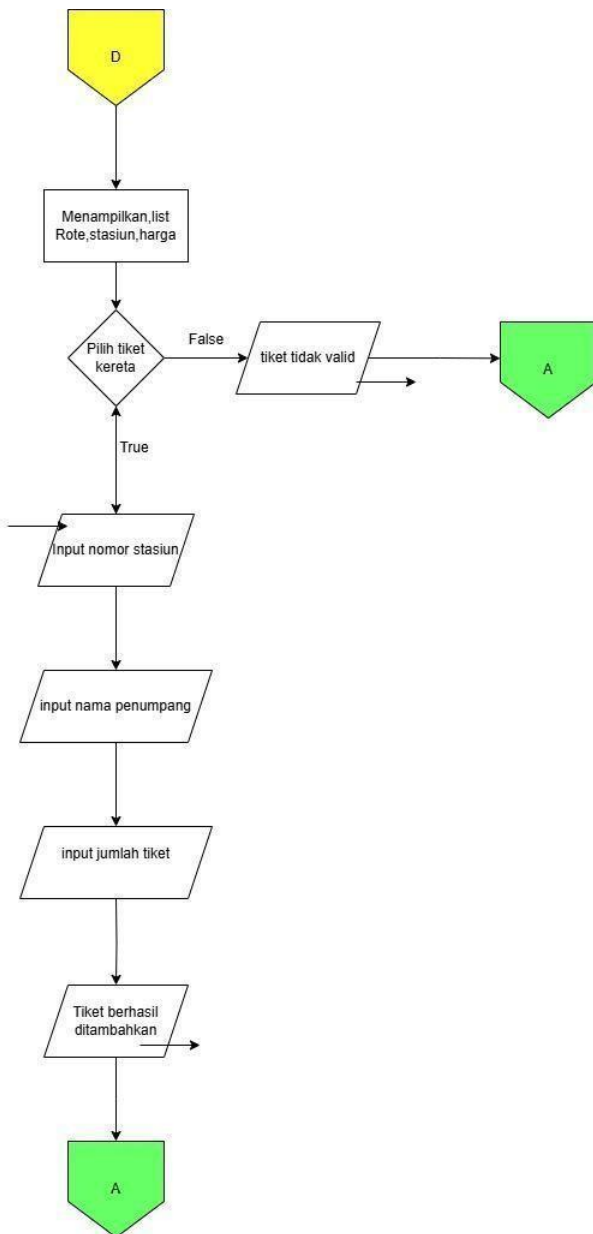 D
Menampilkan,list
Rote,stasiun,harga
Pilih tiket
kereta
False
tiket tidak valid
A
True
Input nomor stasiun
input nama penumpang
input jumlah tiket
Tiket berhasil
ditambahkan
A